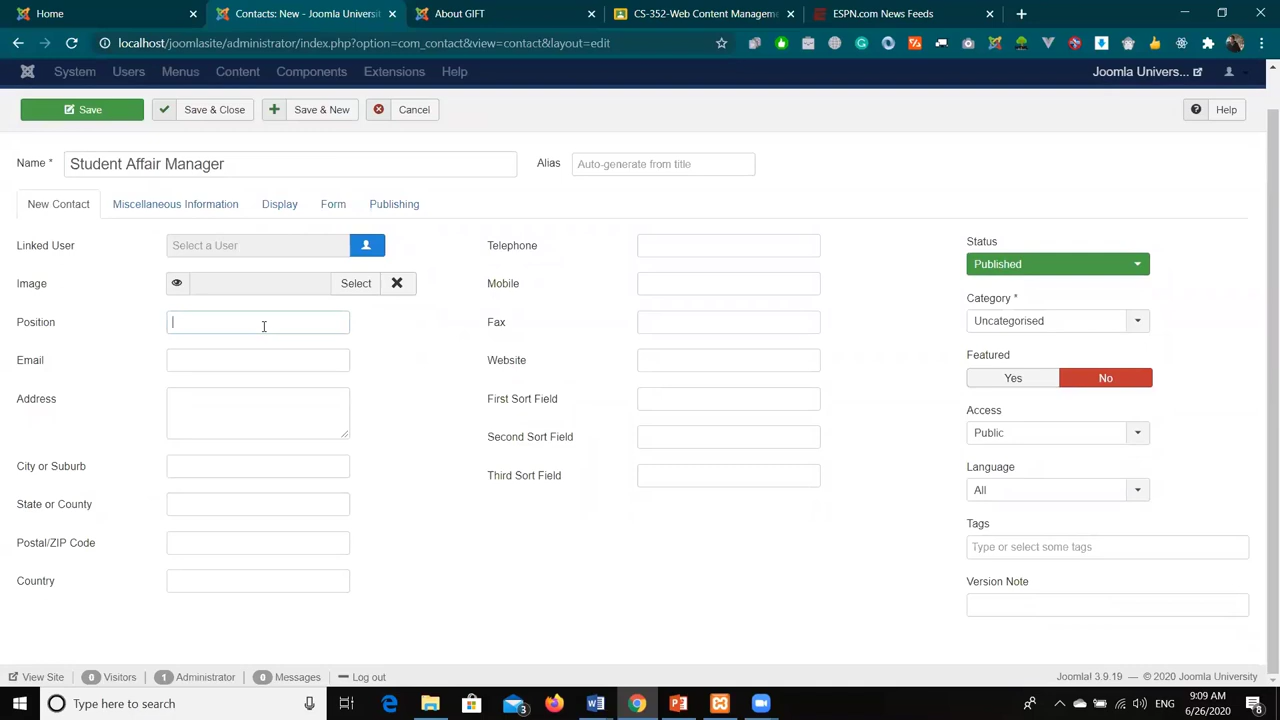 Home
Contacts: New - Joomla Universit
About GIFT
CS-352-Web Content Managem
ESPN.com News Feeds
localhost/joomlasite/administrator/index.php?option=com_contact&view=contact&layout=edit
System Users Menus Content Components Extensions Help
Joomla Univers...
Save
Save & Close
Save & New
Cancel
Help
Name * Student Affair Manager
Alias Auto-generate from title
New Contact Miscellaneous Information Display Form Publishing
Linked User Select a User
Image Select
Position
Email
Address
City or Suburb
State or County
Postal/ZIP Code
Country
Telephone
Mobile
Fax
Website
First Sort Field
Second Sort Field
Third Sort Field
Status
Published
Category *
Uncategorised
Featured
Yes No
Access
Public
Language
All
Tags
Type or select some tags
Version Note
View Site 0 Visitors 1 Administrator 0 Messages Log out
Joomla! 3.9.19 — © 2020 Joomla University
Type here to search
3
ENG
9:09 AM
6/26/2020
8